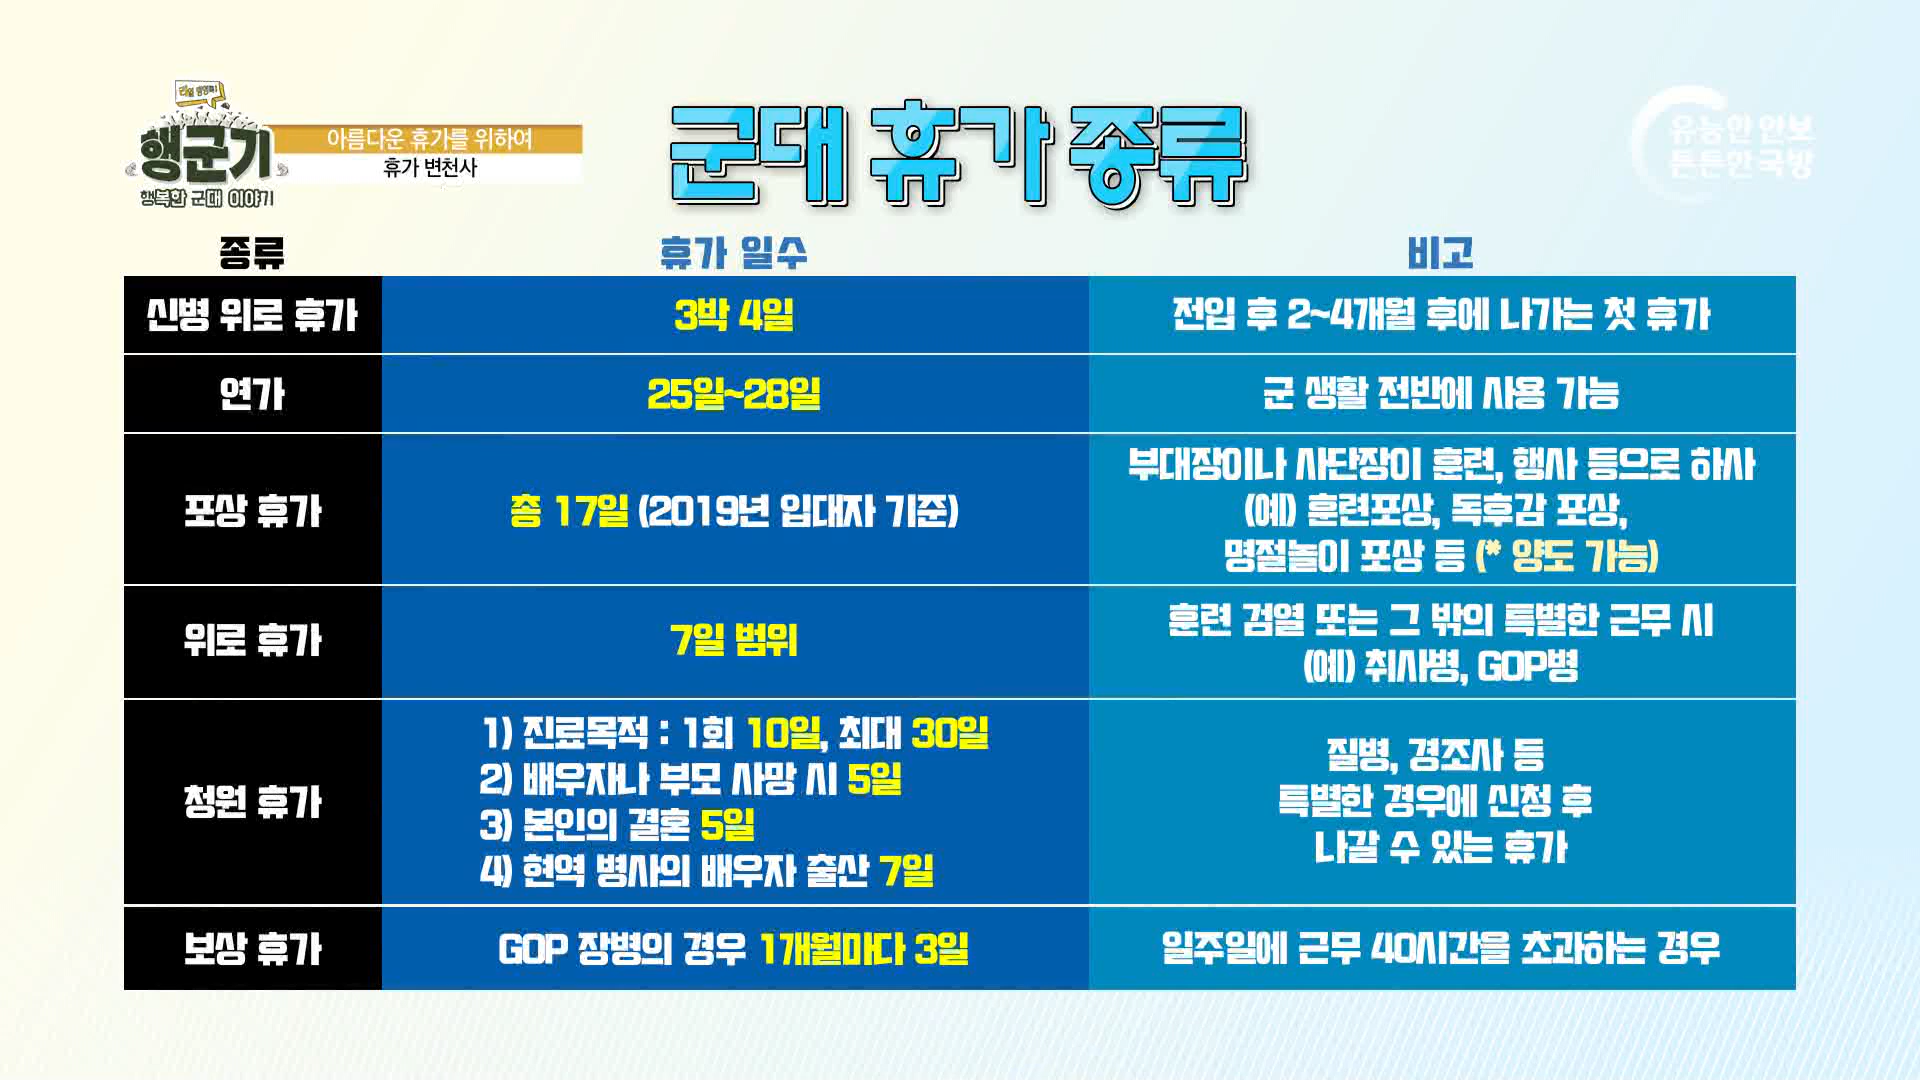 리얼 병영톡!
행군기
행복한 군대 이야기
아름다운 휴가를 위하여
휴가 변천사
군대 휴가 종류
유능한 안보
튼튼한 국방
종류 휴가 일수 비고
신병 위로 휴가 3박 4일 전입 후 2~4개월 후에 나가는 첫 휴가
연가 25일~28일 군 생활 전반에 사용 가능
포상 휴가 총 17일 (2019년 입대자 기준)
부대장이나 사단장이 훈련, 행사 등으로 하사
(예) 훈련포상, 독후감 포상,
명절놀이 포상 등 (* 양도 가능)
위로 휴가 7일 범위
훈련 검열 또는 그 밖의 특별한 근무 시
(예) 취사병, GOP병
청원 휴가
1) 진료목적 : 1회 10일, 최대 30일
2) 배우자나 부모 사망 시 5일
3) 본인의 결혼 5일
4) 현역 병사의 배우자 출산 7일
질병, 경조사 등
특별한 경우에 신청 후
나갈 수 있는 휴가
보상 휴가 GOP 장병의 경우 1개월마다 3일 일주일에 근무 40시간을 초과하는 경우